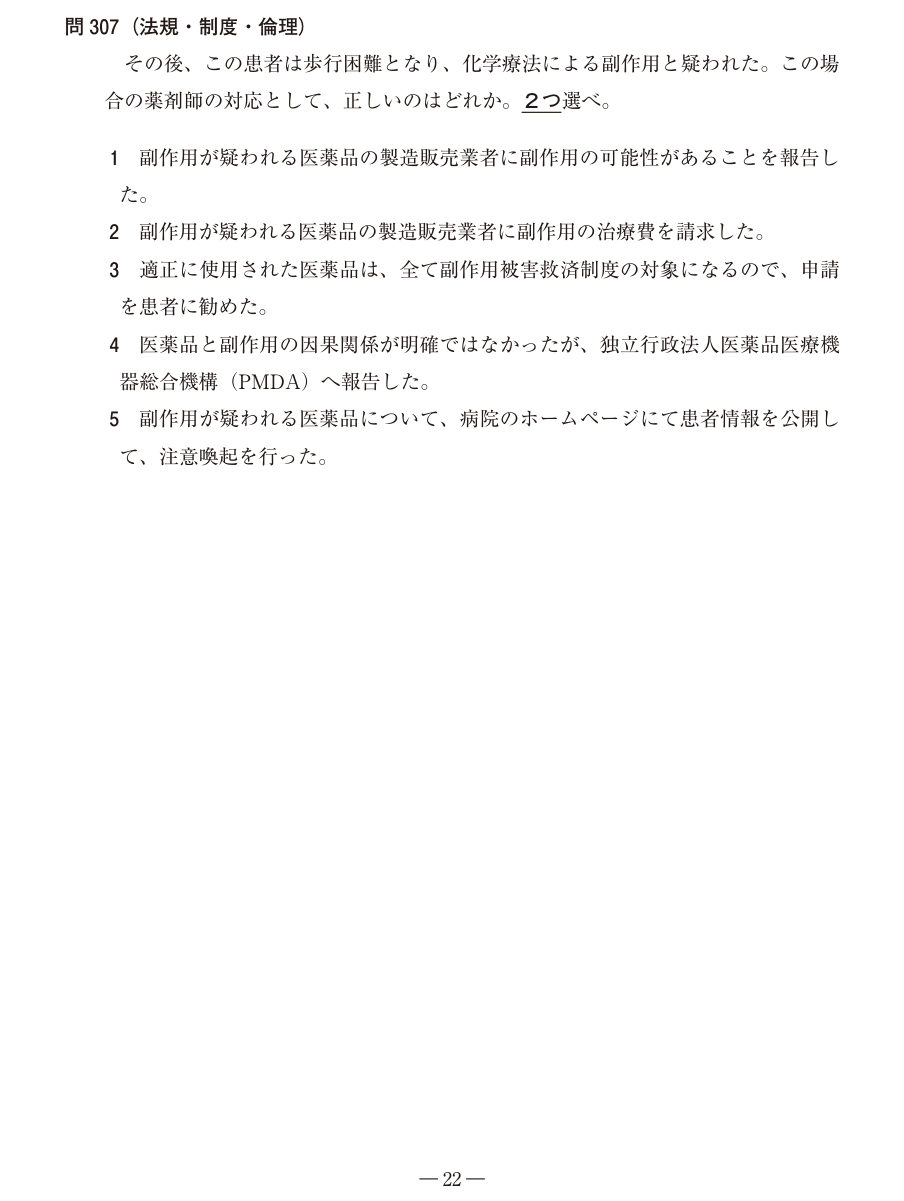 問 307（法規・制度・倫理）
その後、この患者は歩行困難となり、化学療法による副作用と疑われた。この場
合の薬剤師の対応として、正しいのはどれか。２つ選べ。
1　副作用が疑われる医薬品の製造販売業者に副作用の可能性があることを報告し
た。
2　副作用が疑われる医薬品の製造販売業者に副作用の治療費を請求した。
3　適正に使用された医薬品は、全て副作用被害救済制度の対象になるので、申請
を患者に勧めた。
4　医薬品と副作用の因果関係が明確ではなかったが、独立行政法人医薬品医療機
器総合機構（PMDA）へ報告した。
5　副作用が疑われる医薬品について、病院のホームページにて患者情報を公開し
て、注意喚起を行った。
― 22 ―